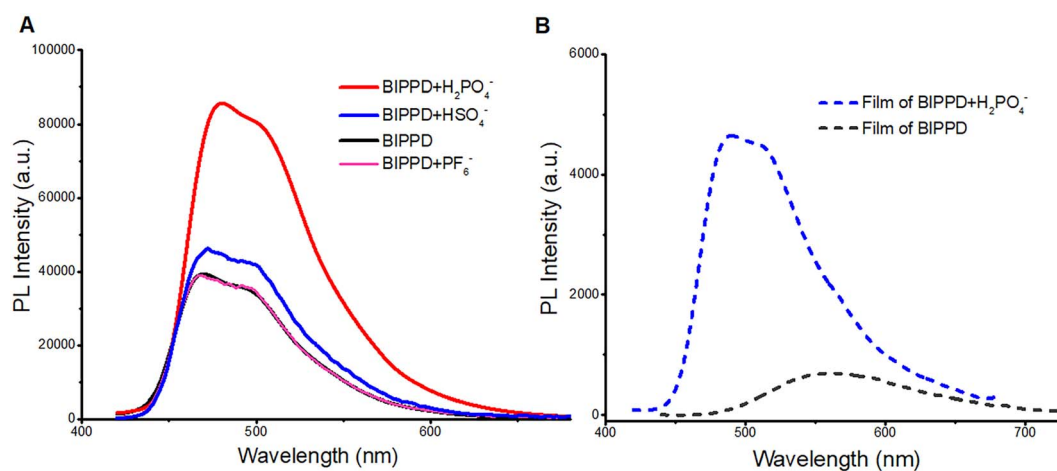 A
PL Intensity (a.u.)
100000
80000
60000
40000
20000
0
BIPPD+H₂PO₄⁻
BIPPD+HSO₄⁻
BIPPD
BIPPD+PF₆⁻
400
500
600
Wavelength (nm)
B
PL Intensity (a.u.)
6000
4000
2000
0
Film of BIPPD+H₂PO₄⁻
Film of BIPPD
400
500
600
700
Wavelength (nm)